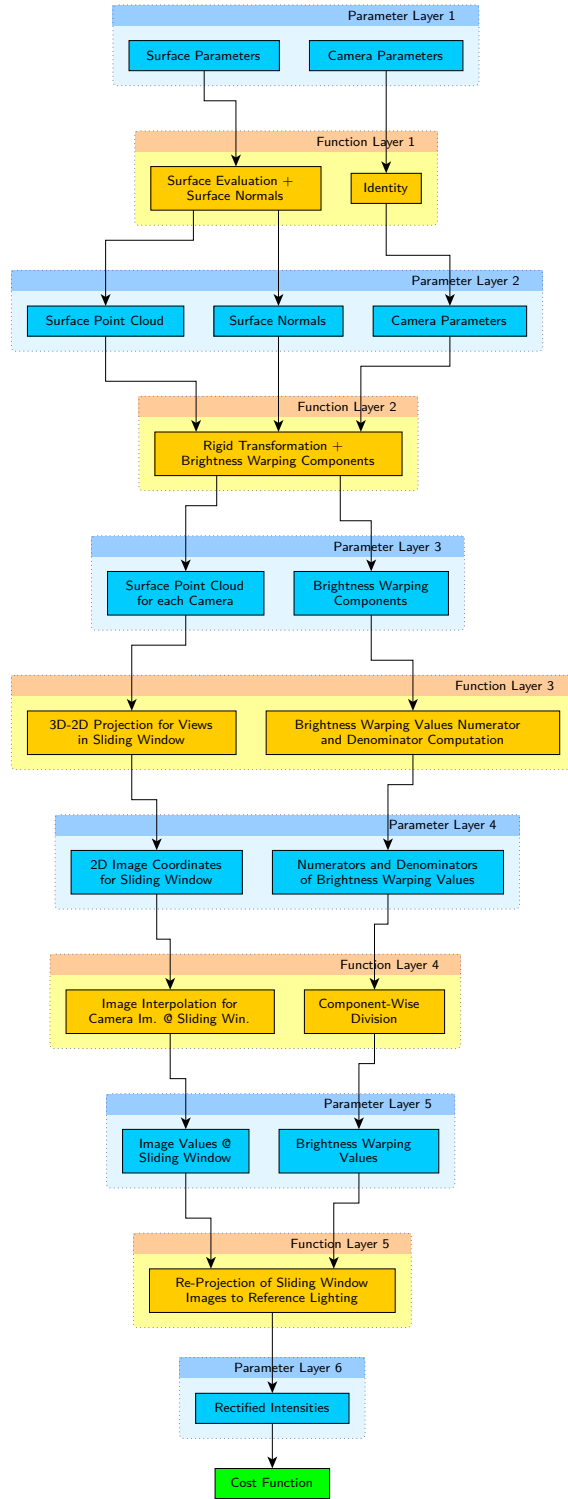 Parameter Layer 1
Surface Parameters
Camera Parameters
Function Layer 1
Surface Evaluation +
Surface Normals
Identity
Parameter Layer 2
Surface Point Cloud
Surface Normals
Camera Parameters
Function Layer 2
Rigid Transformation +
Brightness Warping Components
Parameter Layer 3
Surface Point Cloud
for each Camera
Brightness Warping
Components
Function Layer 3
3D-2D Projection for Views
in Sliding Window
Brightness Warping Values Numerator
and Denominator Computation
Parameter Layer 4
2D Image Coordinates
for Sliding Window
Numerators and Denominators
of Brightness Warping Values
Function Layer 4
Image Interpolation for
Camera Im. @ Sliding Win.
Component-Wise
Division
Parameter Layer 5
Image Values @
Sliding Window
Brightness Warping
Values
Function Layer 5
Re-Projection of Sliding Window
Images to Reference Lighting
Parameter Layer 6
Rectified Intensities
Cost Function